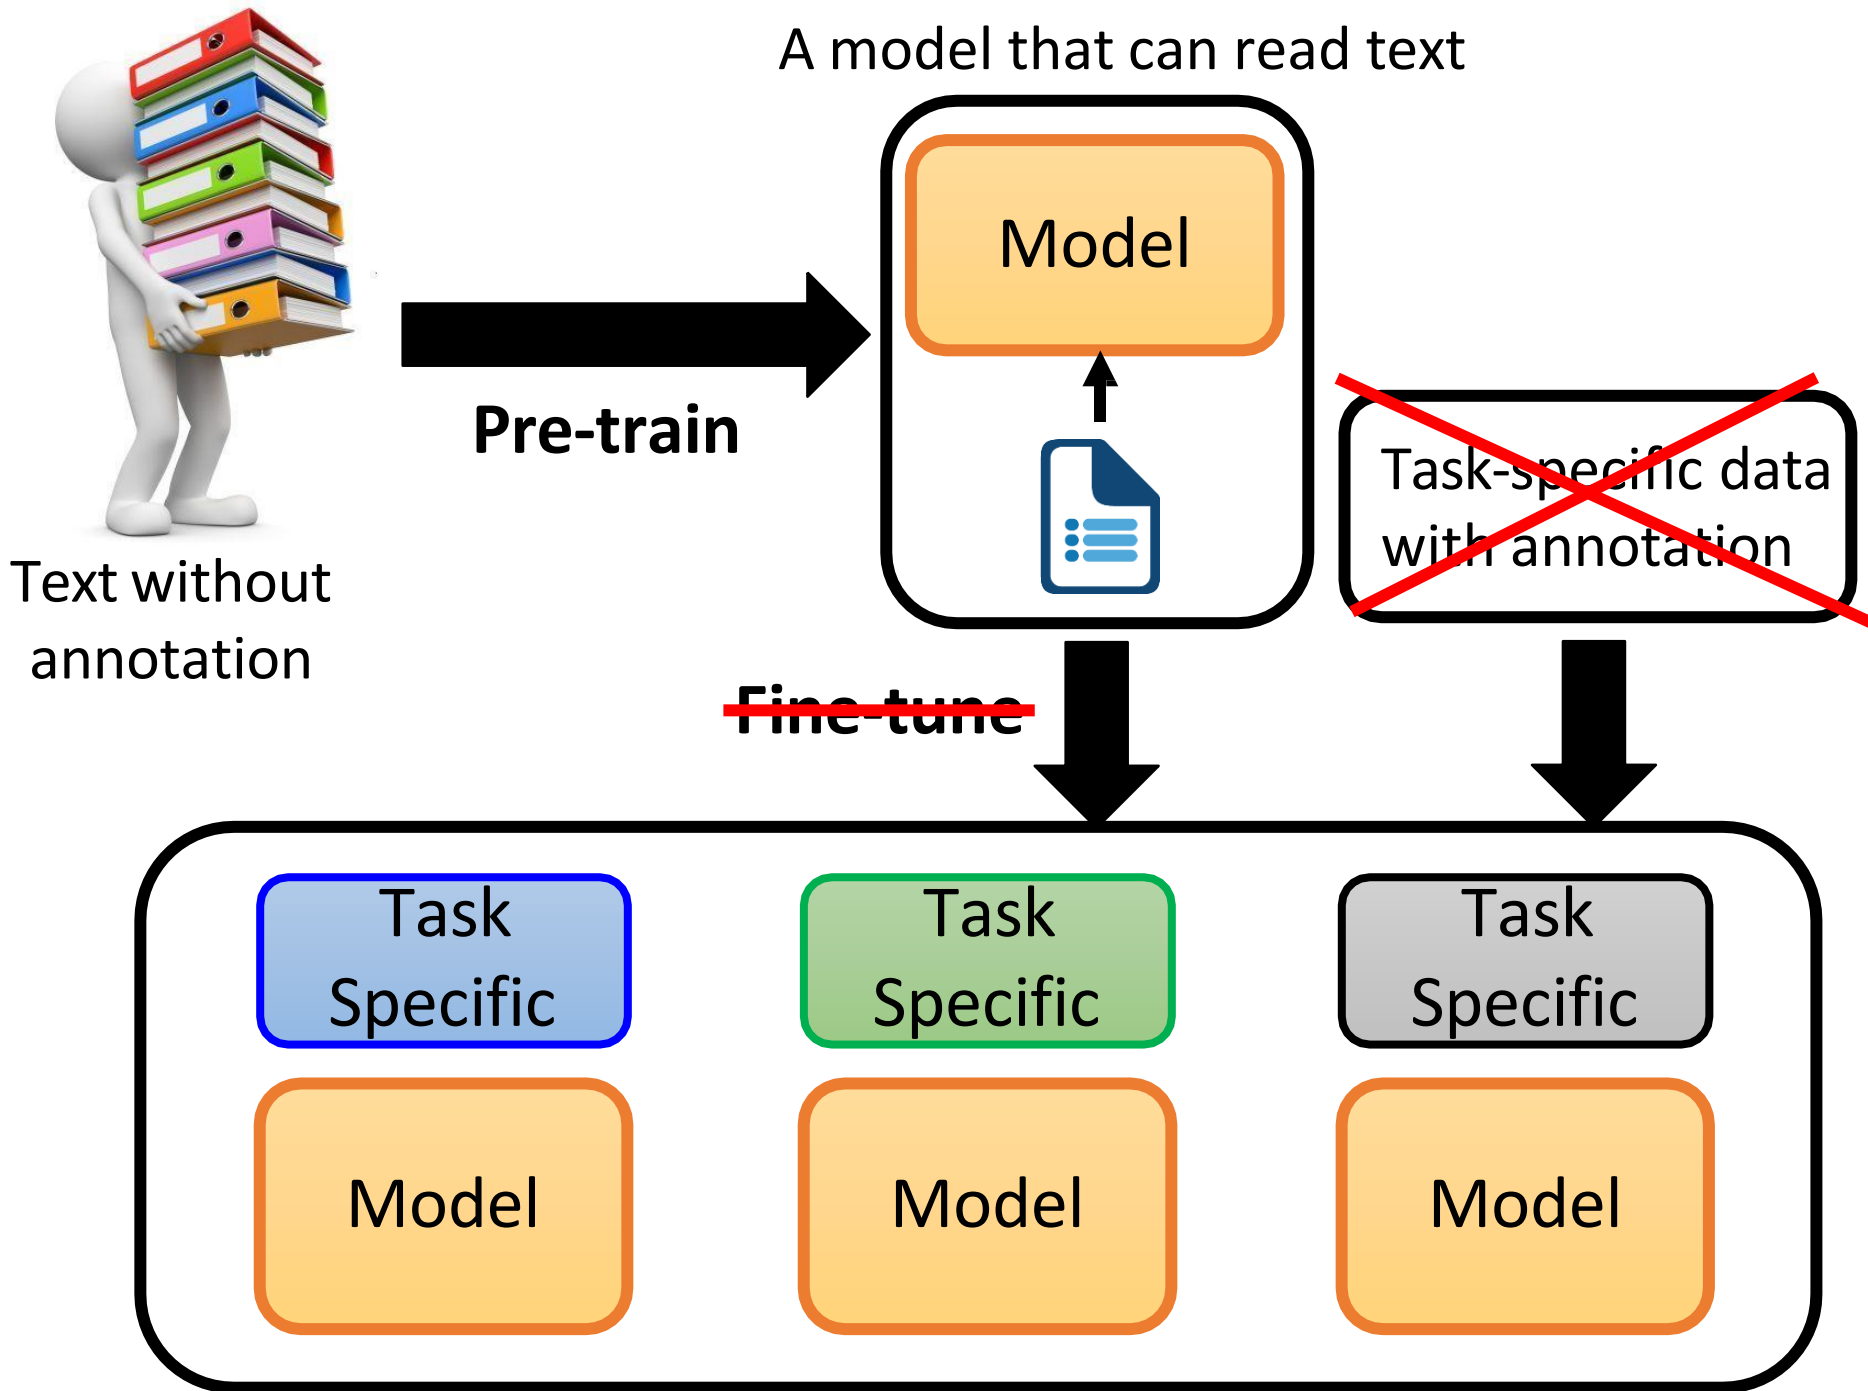 A model that can read text
Model
Pre-train
Text without
annotation
Task-specific data
with annotation
Fine-tune
Task
Specific
Task
Specific
Task
Specific
Model
Model
Model